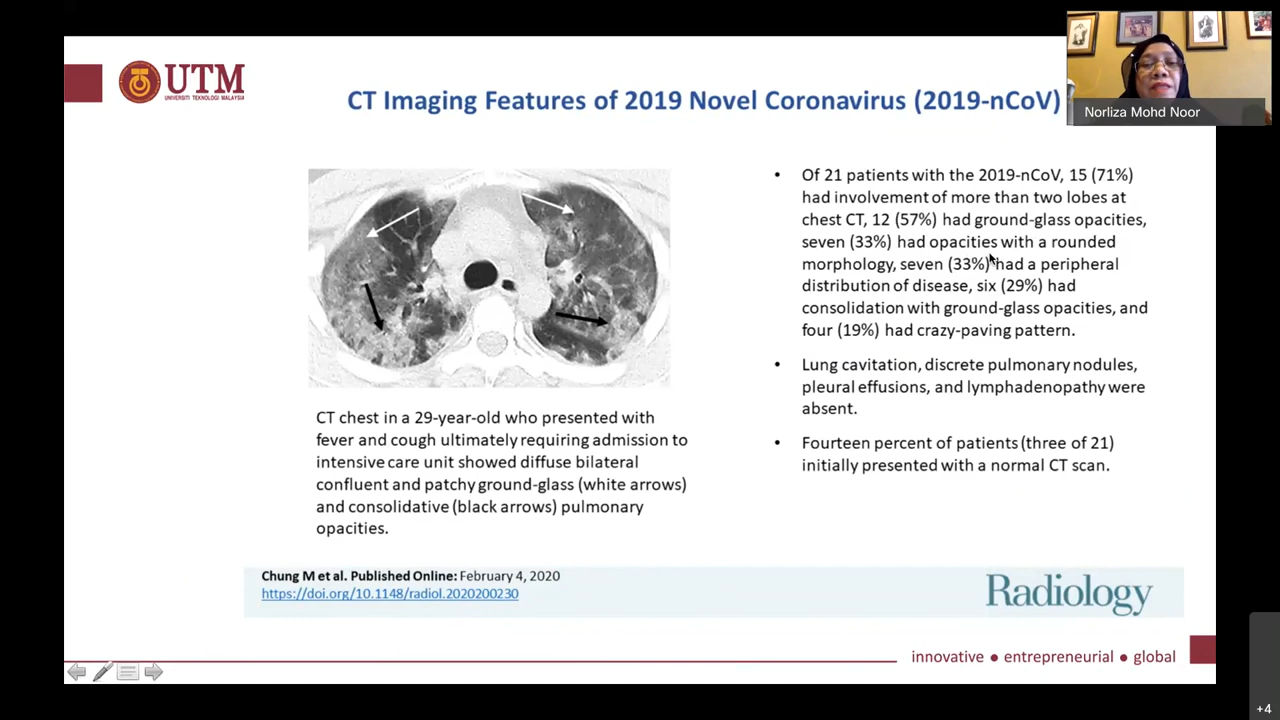 UTM
UNIVERSITI TEKNOLOGI MALAYSIA
CT Imaging Features of 2019 Novel Coronavirus (2019-nCoV)
Norliza Mohd Noor
• Of 21 patients with the 2019-nCoV, 15 (71%)
had involvement of more than two lobes at
chest CT, 12 (57%) had ground-glass opacities,
seven (33%) had opacities with a rounded
morphology, seven (33%) had a peripheral
distribution of disease, six (29%) had
consolidation with ground-glass opacities, and
four (19%) had crazy-paving pattern.
• Lung cavitation, discrete pulmonary nodules,
pleural effusions, and lymphadenopathy were
absent.
• Fourteen percent of patients (three of 21)
initially presented with a normal CT scan.
CT chest in a 29-year-old who presented with
fever and cough ultimately requiring admission to
intensive care unit showed diffuse bilateral
confluent and patchy ground-glass (white arrows)
and consolidative (black arrows) pulmonary
opacities.
Chung M et al. Published Online: February 4, 2020
https://doi.org/10.1148/radiol.2020200230
Radiology
innovative ● entrepreneurial ● global
+4